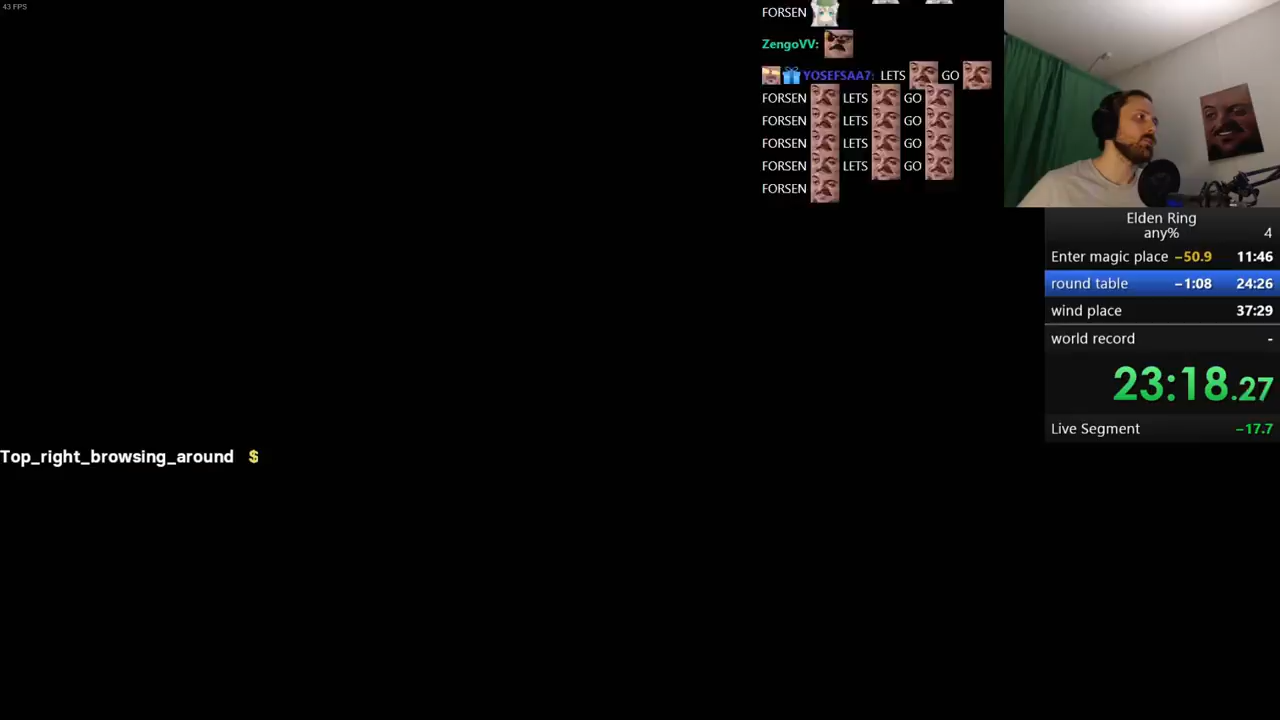 43 FPS
FORSEN
ZengoVV:
YOSEFSAA7: LETS GO
FORSEN LETS GO
FORSEN LETS GO
FORSEN LETS GO
FORSEN LETS GO
FORSEN
Elden Ring
any% 4
Enter magic place -50.9 11:46
round table -1:08 24:26
wind place 37:29
world record -
23:18.27
Live Segment -17.7
Top_right_browsing_around $